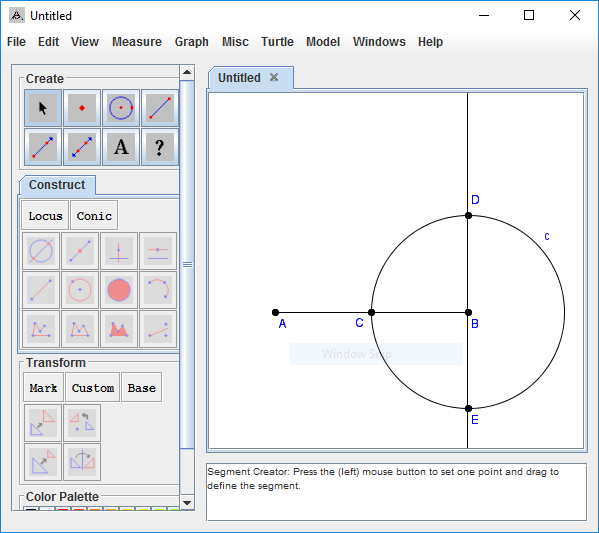 Untitled
File Edit View Measure Graph Misc Turtle Model Windows Help
Create
A ?
Construct
Locus Conic
Transform
Mark Custom Base
Color Palette
Untitled
D
c
A C B
Window Snip
E
Segment Creator: Press the (left) mouse button to set one point and drag to
define the segment.